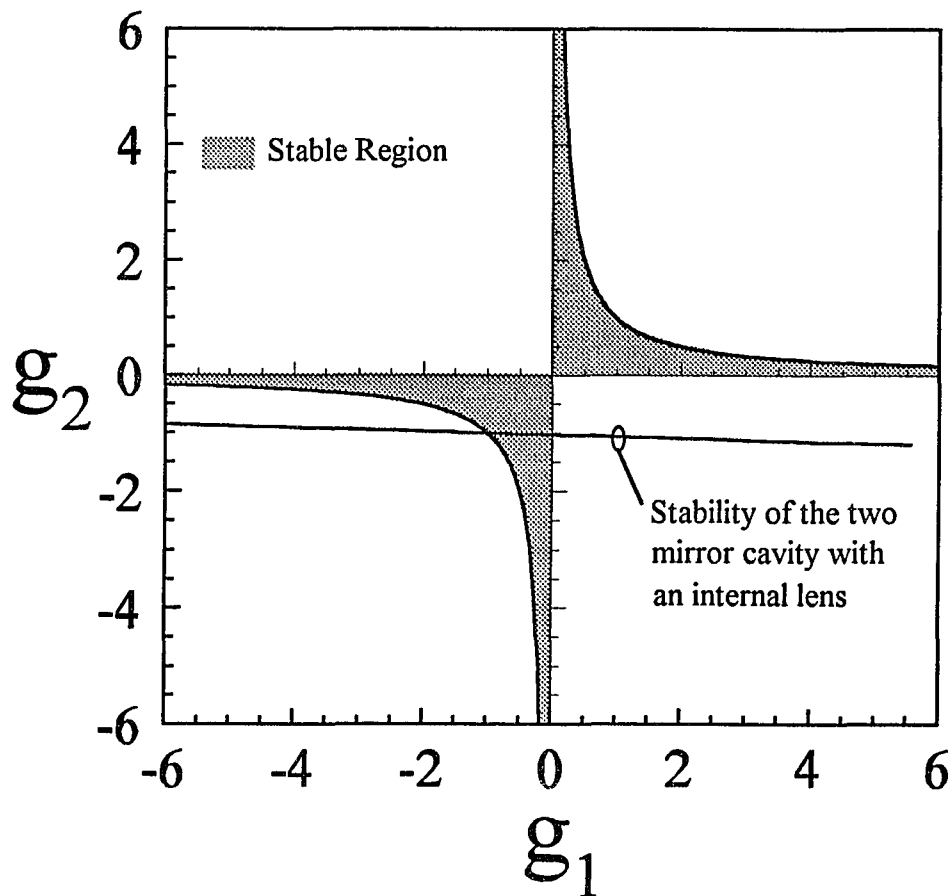 6
4
2
0
-2
-4
-6
g2
Stable Region
Stability of the two
mirror cavity with
an internal lens
-6 -4 -2 0 2 4 6
g1